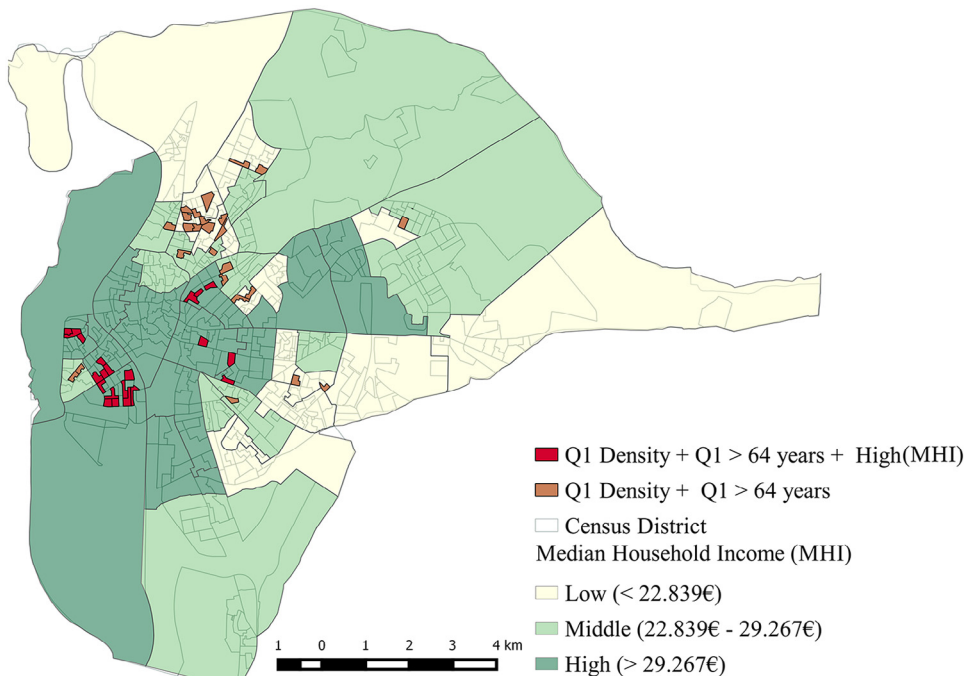 Q1 Density + Q1 > 64 years + High(MHI)
Q1 Density + Q1 > 64 years
Census District
Median Household Income (MHI)
Low (< 22.839€)
Middle (22.839€ - 29.267€)
High (> 29.267€)
1 0 1 2 3 4 km